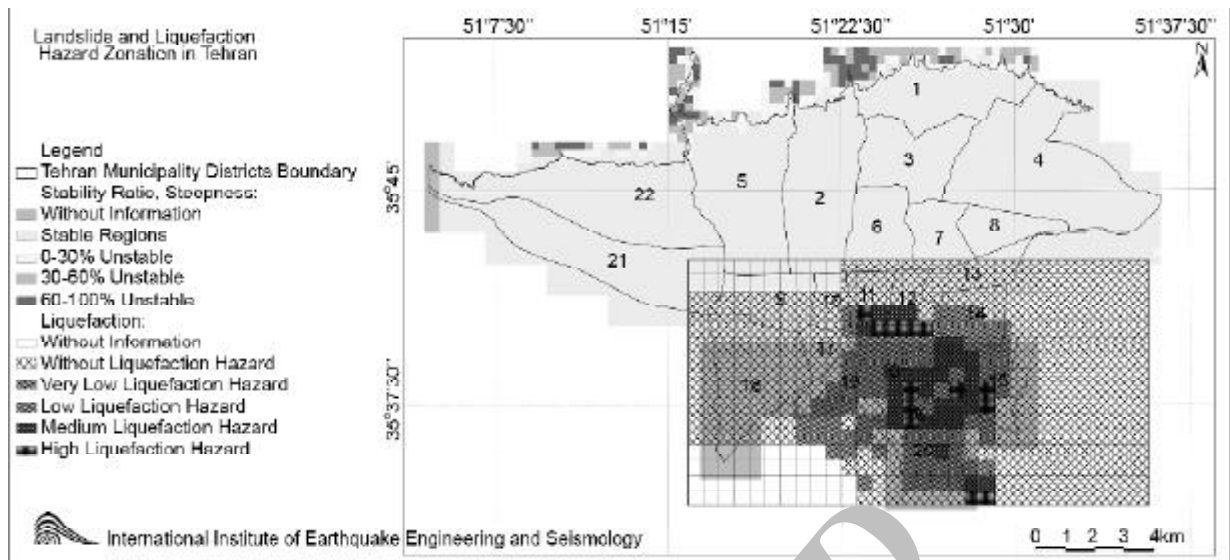 Landslide and Liquefaction
Hazard Zonation in Tehran
51°7'30"
51°15'
51°22'30"
51°30'
51°37'30"
N
35°45'
35°37'30"
Legend
Tehran Municipality Districts Boundary
Stability Ratio, Steepness:
Without Information
Stable Regions
0-30% Unstable
30-60% Unstable
60-100% Unstable
Liquefaction:
Without Information
Without Liquefaction Hazard
Very Low Liquefaction Hazard
Low Liquefaction Hazard
Medium Liquefaction Hazard
High Liquefaction Hazard
1
2
3
4
5
6
7
8
9
10
11
12
13
14
15
18
20
21
22
0 1 2 3 4km
International Institute of Earthquake Engineering and Seismology